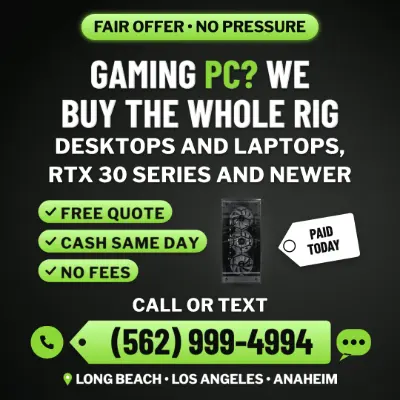 FAIR OFFER • NO PRESSURE
GAMING PC? WE
BUY THE WHOLE RIG
DESKTOPS AND LAPTOPS,
RTX 30 SERIES AND NEWER
FREE QUOTE
CASH SAME DAY
NO FEES
PAID
TODAY
CALL OR TEXT
(562) 999-4994
LONG BEACH • LOS ANGELES • ANAHEIM